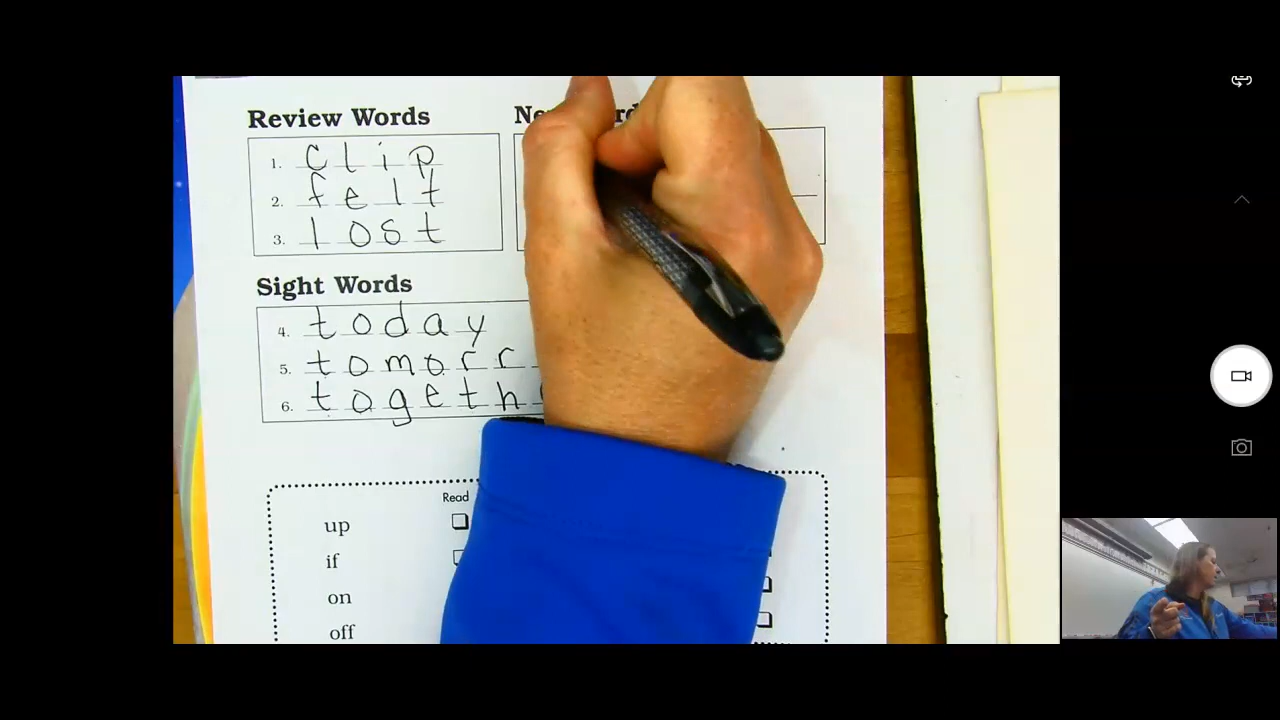 Review Words
1. clip
2. felt
3. lost
Sight Words
4. today
5. tomorr
6. togeth
Read
up
if
on
off